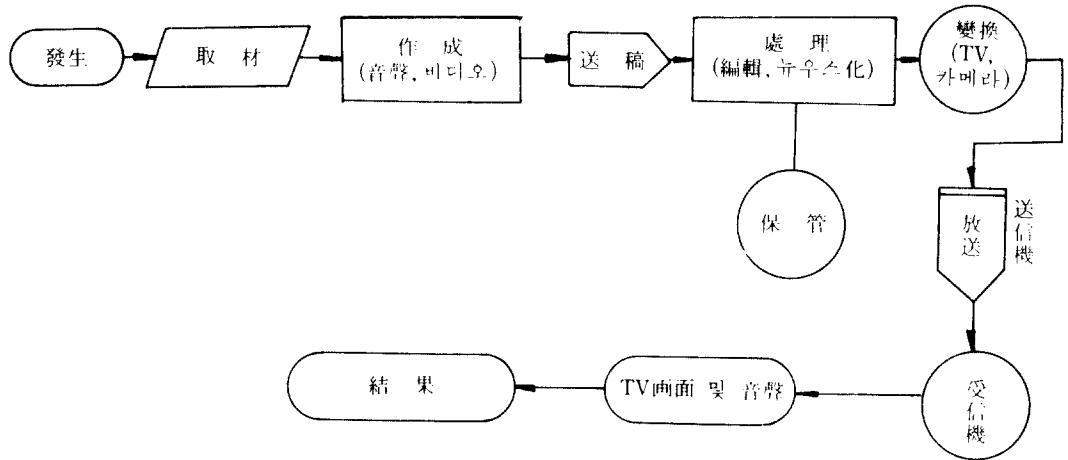 發生
取材
作成
(音聲, 비디오)
送稿
處理
(編輯, 뉴우스化)
變換
(TV,
카메라)
保管
放送
送信機
受信機
TV画面 및 音聲
結果